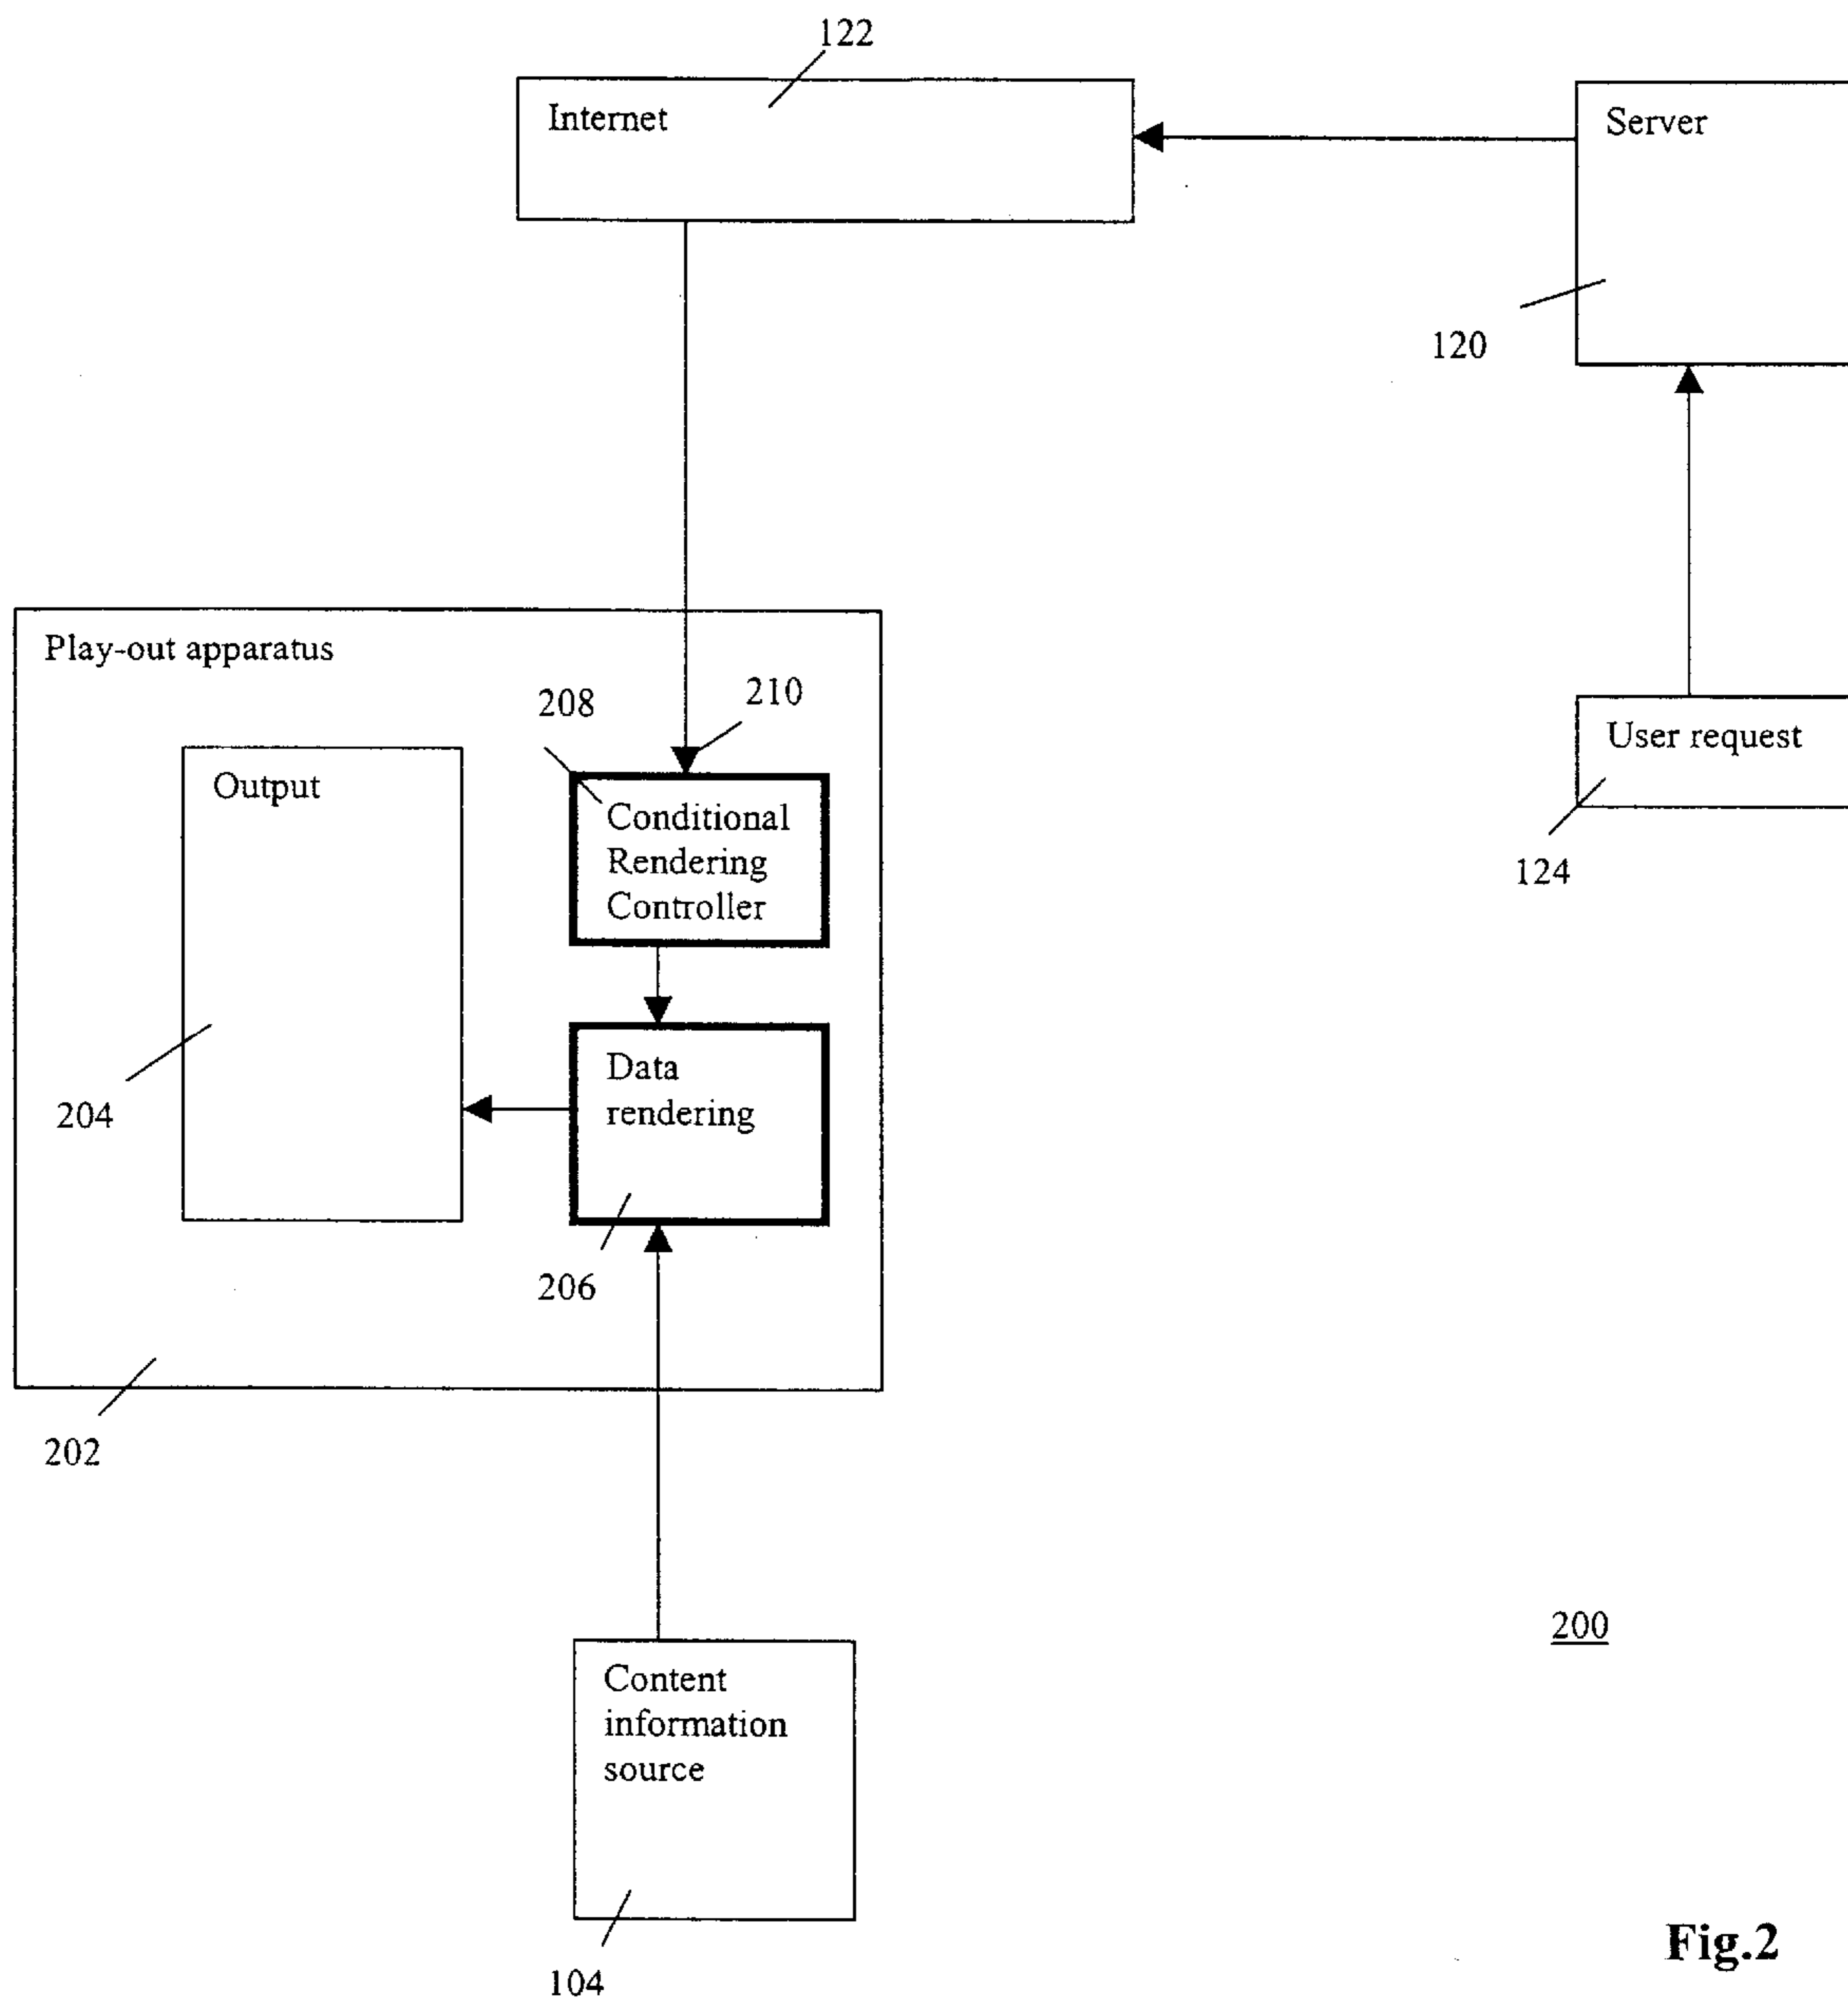 122
Internet
Server
120
Play-out apparatus
208
210
User request
Output
Conditional
Rendering
Controller
124
Data
rendering
204
206
202
200
Content
information
source
Fig.2
104